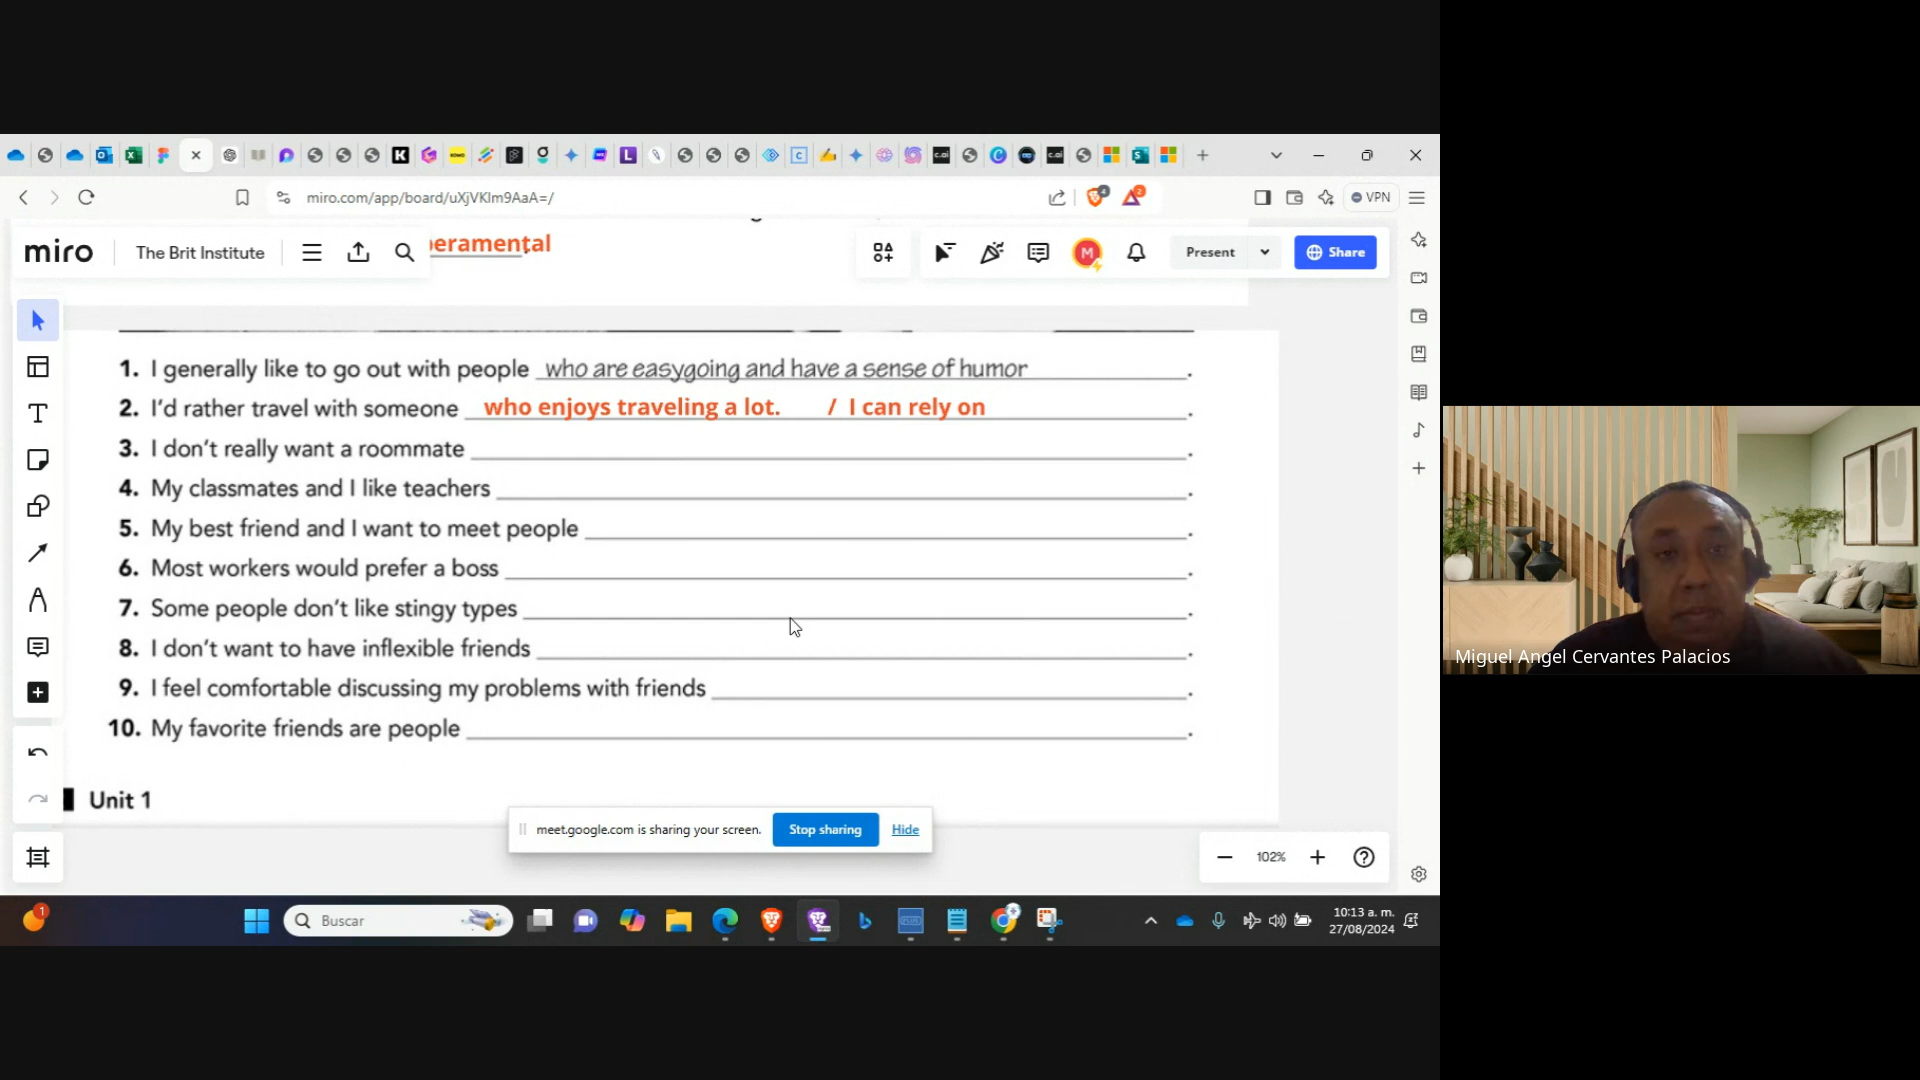 miro.com/app/board/uXjVKlm9AaA=/
VPN
miro
The Brit Institute
peramental
M
Present
Share
1. I generally like to go out with people who are easygoing and have a sense of humor.
2. I'd rather travel with someone who enjoys traveling a lot. / I can rely on.
3. I don't really want a roommate .
4. My classmates and I like teachers .
5. My best friend and I want to meet people .
6. Most workers would prefer a boss .
7. Some people don't like stingy types .
8. I don't want to have inflexible friends .
9. I feel comfortable discussing my problems with friends .
10. My favorite friends are people .
Unit 1
meet.google.com is sharing your screen.
Stop sharing
Hide
102%
Buscar
10:13 a. m.
27/08/2024
Miguel Angel Cervantes Palacios